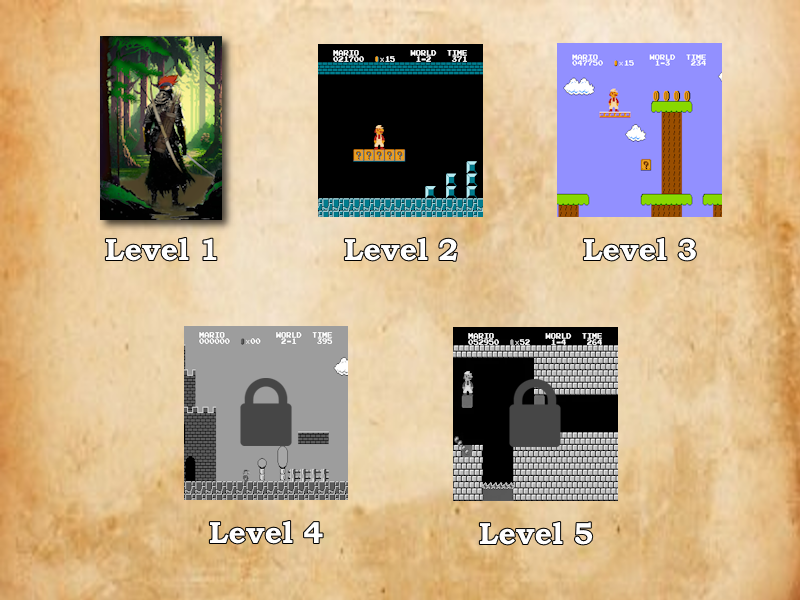 MARIO WORLD TIME
021700 x15 1-2 371
MARIO WORLD TIME
047750 x15 1-3 234
? ? ? ? ?
?
Level 1
Level 2
Level 3
MARIO WORLD TIME
000000 x00 2-1 395
MARIO WORLD TIME
052950 x52 1-4 264
Level 4
Level 5